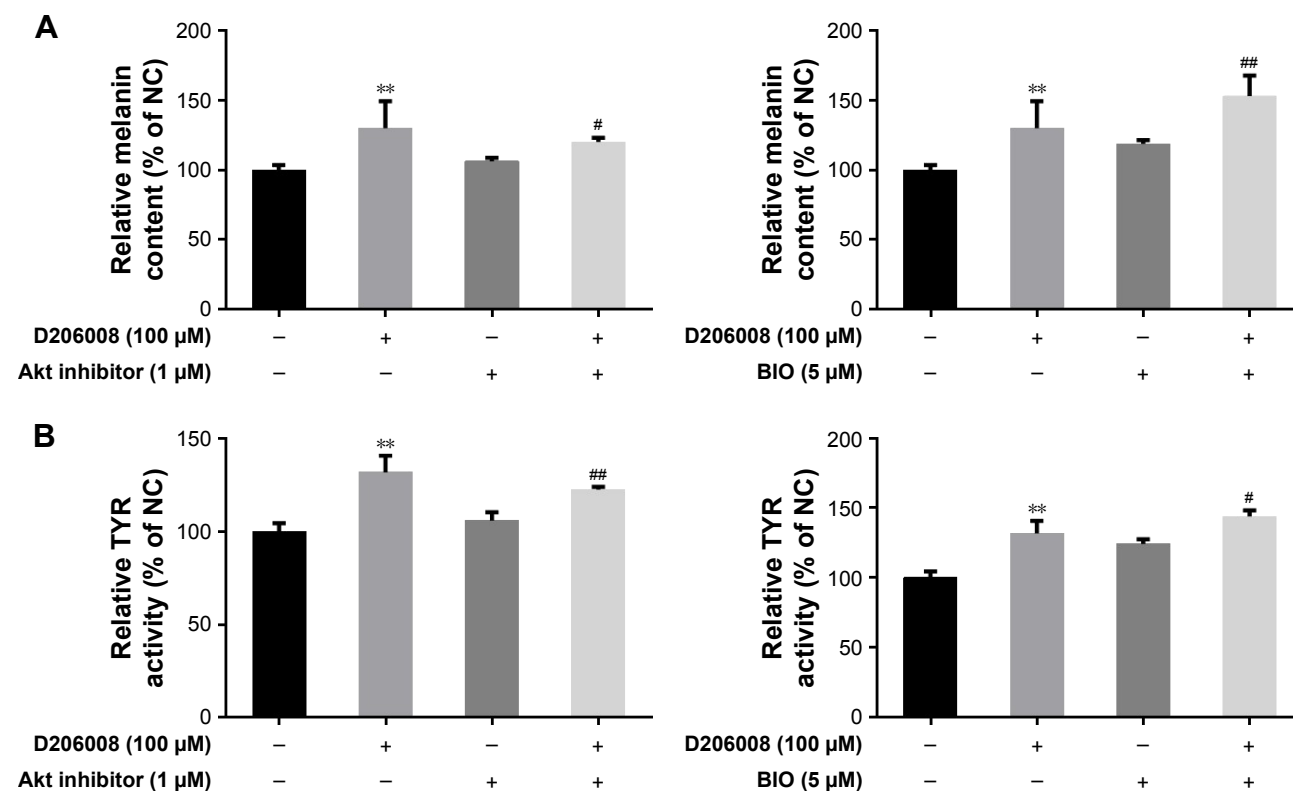 A
Relative melanin
content (% of NC)
200
150
100
50
0
**
#
D206008 (100 µM) – + – +
Akt inhibitor (1 µM) – – + +
Relative melanin
content (% of NC)
200
150
100
50
0
**
##
D206008 (100 µM) – + – +
BIO (5 µM) – – + +
B
Relative TYR
activity (% of NC)
150
100
50
0
**
##
D206008 (100 µM) – + – +
Akt inhibitor (1 µM) – – + +
Relative TYR
activity (% of NC)
200
150
100
50
0
**
#
D206008 (100 µM) – + – +
BIO (5 µM) – – + +